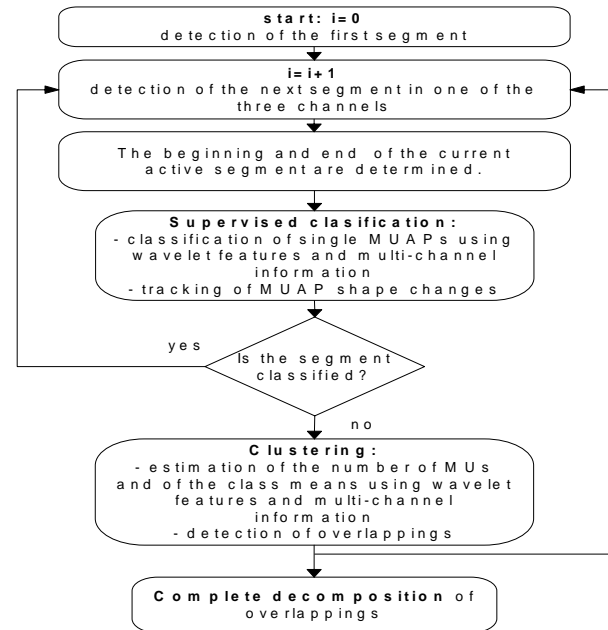 start: i=0
detection of the first segment
i=i+1
detection of the next segment in one of the
three channels
The beginning and end of the current
active segment are determined.
Supervised clasification:
- classification of single MUAPs using
wavelet features and multi-channel
information
- tracking of MUAP shape changes
yes
Is the segment
classified?
no
Clustering:
- estimation of the number of MUs
and of the class means using wavelet
features and multi-channel
information
- detection of overlappings
Complete decomposition of
overlappings